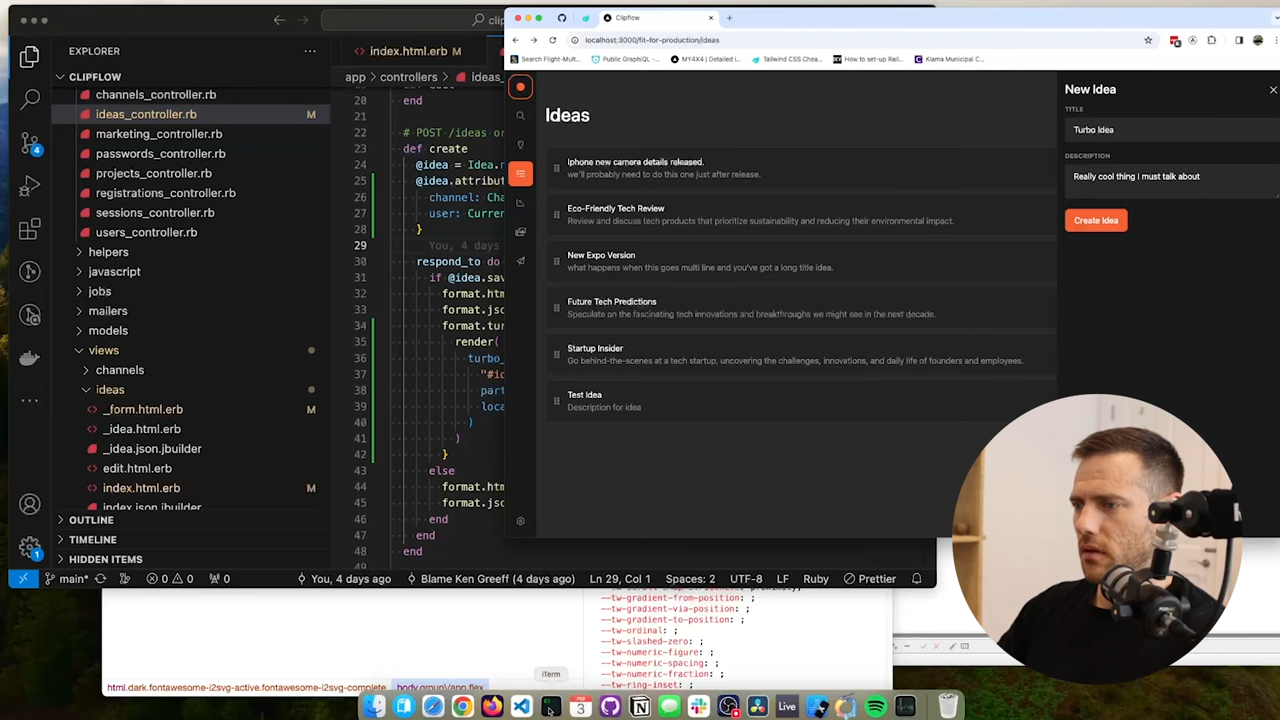 clip
Clipflow
localhost:3000/fit-for-production/ideas
Search Flight-Mult...
Public GraphiQL -...
MY4X4 | Detailed i...
Tailwind CSS Chea...
How to set-up Rail...
Kiama Municipal C...
EXPLORER
CLIPFLOW
channels_controller.rb
ideas_controller.rb M
marketing_controller.rb
passwords_controller.rb
projects_controller.rb
registrations_controller.rb
sessions_controller.rb
users_controller.rb
helpers
javascript
jobs
mailers
models
views
channels
ideas
_form.html.erb M
_idea.html.erb
_idea.json.jbuilder
edit.html.erb
index.html.erb M
index.json.jbuilder
OUTLINE
TIMELINE
HIDDEN ITEMS
4
1
index.html.erb M
app > controllers > ideas_
20 end
21
22 # POST /ideas or
23 def create
24 @idea = Idea.n
25 @idea.attribut
26 channel: Cha
27 user: Curren
28 }
29 You, 4 days
30 respond_to do
31 if @idea.sav
32 format.htm
33 format.jso
34 format.tur
35 render(
36 turbo_
37 "#id
38 part
39 loca
40 )
41 )
42 }
43 else
44 format.htm
45 format.jso
46 end
47 end
48 end
Ideas
Iphone new camera details released.
we'll probably need to do this one just after release.
Eco-Friendly Tech Review
Review and discuss tech products that prioritize sustainability and reducing their environmental impact.
New Expo Version
what happens when this goes multi line and you've got a long title idea.
Future Tech Predictions
Speculate on the fascinating tech innovations and breakthroughs we might see in the next decade.
Startup Insider
Go behind-the-scenes at a tech startup, uncovering the challenges, innovations, and daily life of founders and employees.
Test Idea
Description for idea
New Idea
TITLE
Turbo Idea
DESCRIPTION
Really cool thing I must talk about
Create Idea
main*
0 0
0
You, 4 days ago
Blame Ken Greeff (4 days ago)
Ln 29, Col 1
Spaces: 2
UTF-8
LF
Ruby
Prettier
--tw-gradient-from-position: ;
--tw-gradient-via-position: ;
--tw-gradient-to-position: ;
--tw-ordinal: ;
--tw-slashed-zero: ;
--tw-numeric-figure: ;
--tw-numeric-spacing: ;
--tw-numeric-fraction: ;
--tw-ring-inset: ;
html.dark.fontawesome-i2svg-active.fontawesome-i2svg-complete
body.group\/app.flex
iTerm
3
Live